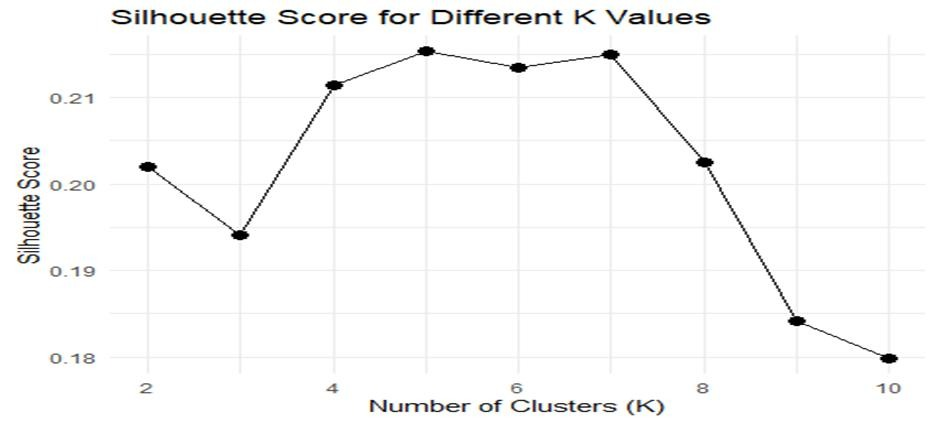 Silhouette Score for Different K Values
Silhouette Score
0.21
0.20
0.19
0.18
2 4 6 8 10
Number of Clusters (K)